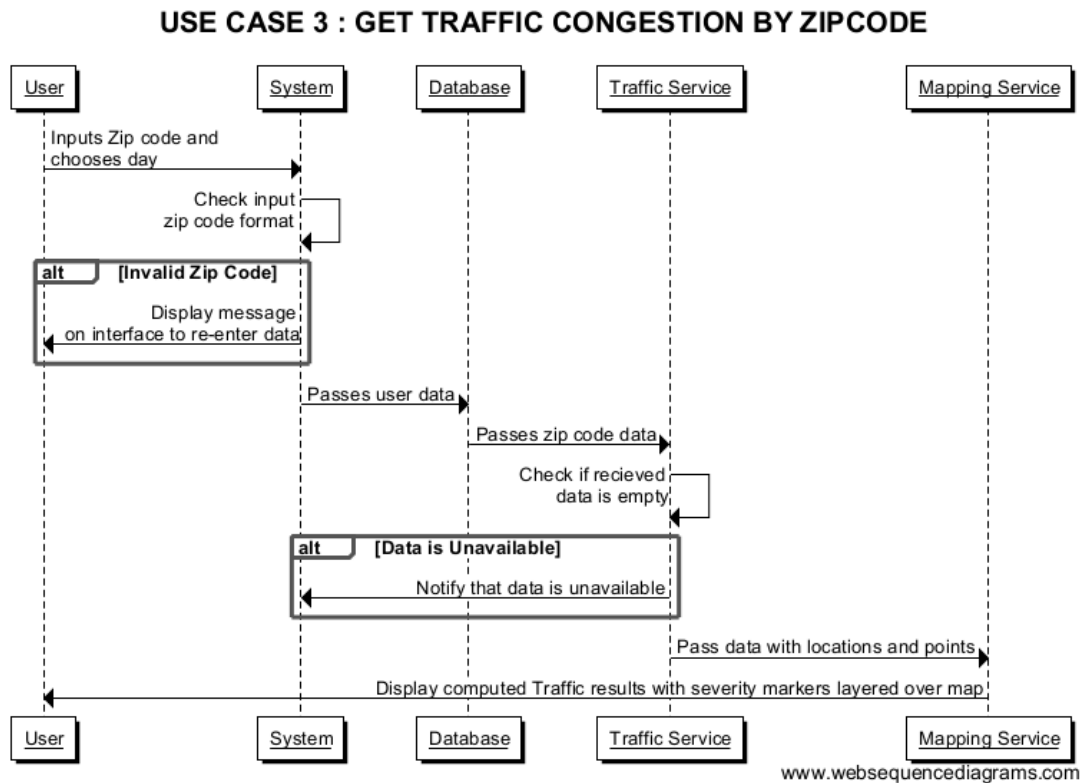 USE CASE 3 : GET TRAFFIC CONGESTION BY ZIPCODE
User
System
Database
Traffic Service
Mapping Service
Inputs Zip code and
chooses day
Check input
zip code format
alt
[Invalid Zip Code]
Display message
on interface to re-enter data
Passes user data
Passes zip code data
Check if recieved
data is empty
alt
[Data is Unavailable]
Notify that data is unavailable
Pass data with locations and points
Display computed Traffic results with severity markers layered over map
User
System
Database
Traffic Service
Mapping Service
www.websequencediagrams.com